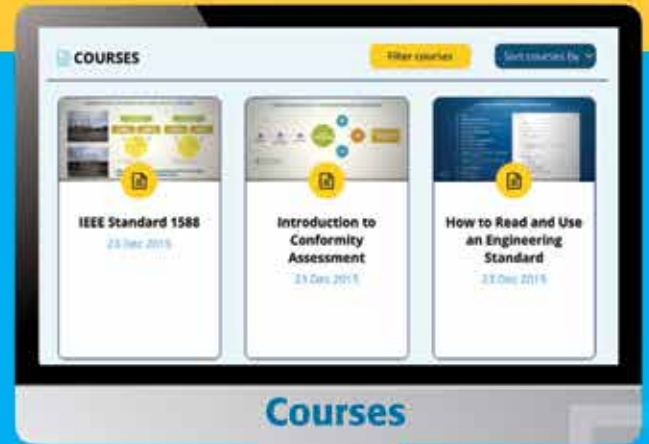 COURSES
Filter courses
Sort courses By
IEEE Standard 1588
23 Dec 2015
Introduction to
Conformity
Assessment
23 Dec 2015
How to Read and Use
an Engineering
Standard
23 Dec 2015
Courses